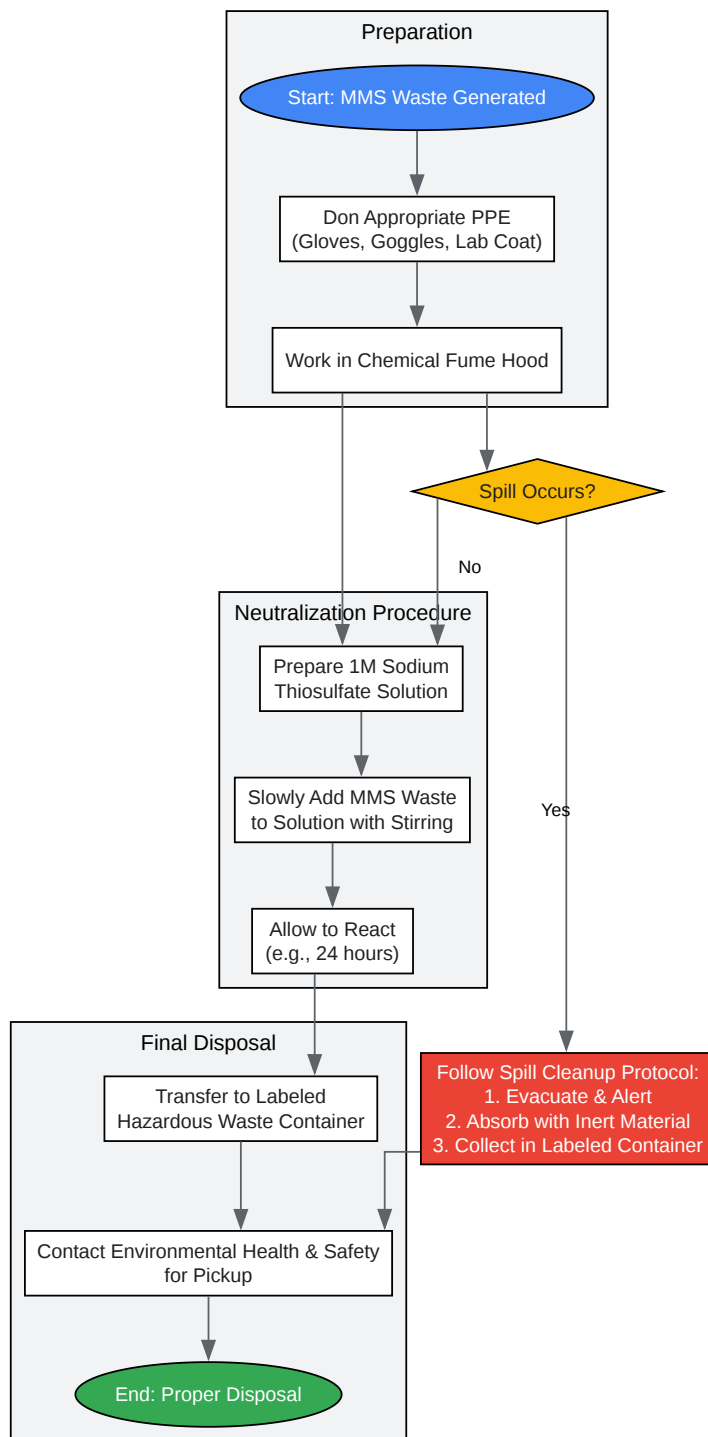 Preparation
Start: MMS Waste Generated
Don Appropriate PPE
(Gloves, Goggles, Lab Coat)
Work in Chemical Fume Hood
Spill Occurs?
No
Neutralization Procedure
Prepare 1M Sodium
Thiosulfate Solution
Slowly Add MMS Waste
to Solution with Stirring
Yes
Allow to React
(e.g., 24 hours)
Final Disposal
Transfer to Labeled
Hazardous Waste Container
Follow Spill Cleanup Protocol:
1. Evacuate & Alert
2. Absorb with Inert Material
3. Collect in Labeled Container
Contact Environmental Health & Safety
for Pickup
End: Proper Disposal